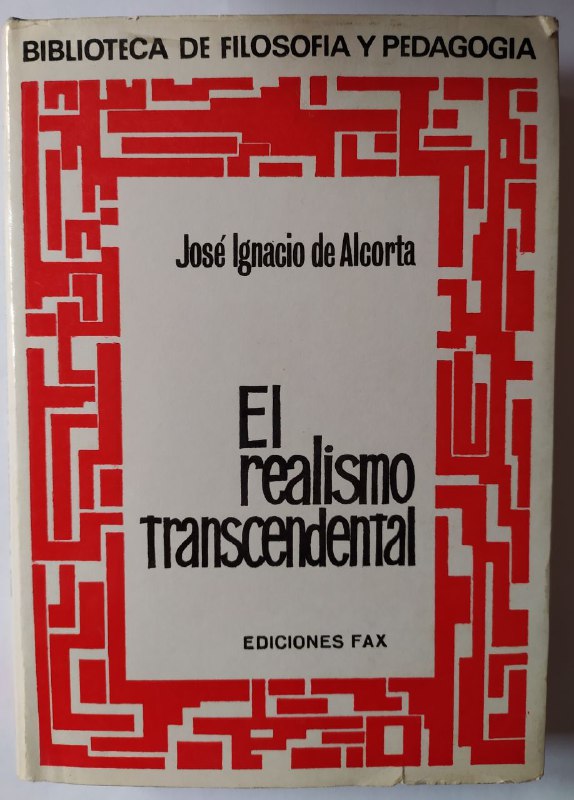 BIBLIOTECA DE FILOSOFIA Y PEDAGOGIA
José Ignacio de Alcorta
El
realismo
transcendental
EDICIONES FAX